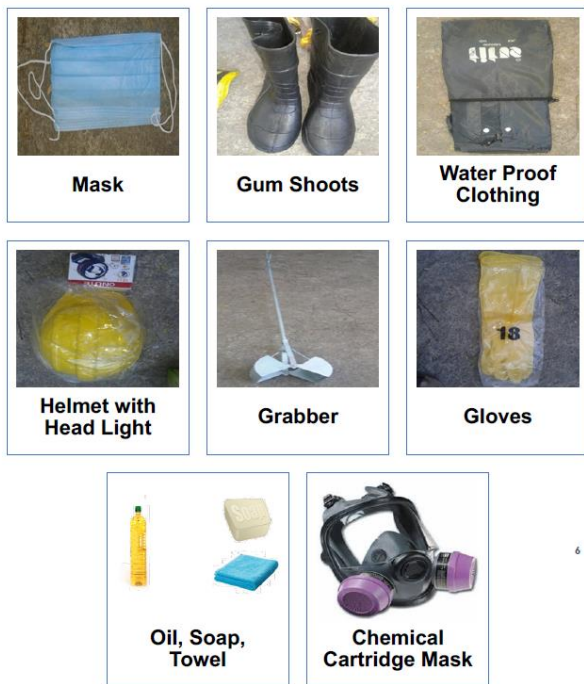 Mask
Gum Shoots
Water Proof
Clothing
Helmet with
Head Light
Grabber
18
Gloves
Soap
Oil, Soap,
Towel
Chemical
Cartridge Mask
6